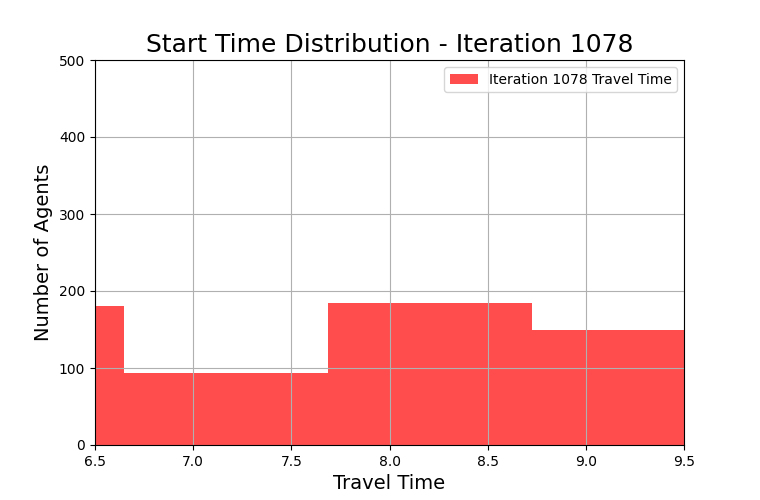 Start Time Distribution - Iteration 1078
Iteration 1078 Travel Time
Number of Agents
500
400
300
200
100
0
6.5 7.0 7.5 8.0 8.5 9.0 9.5
Travel Time